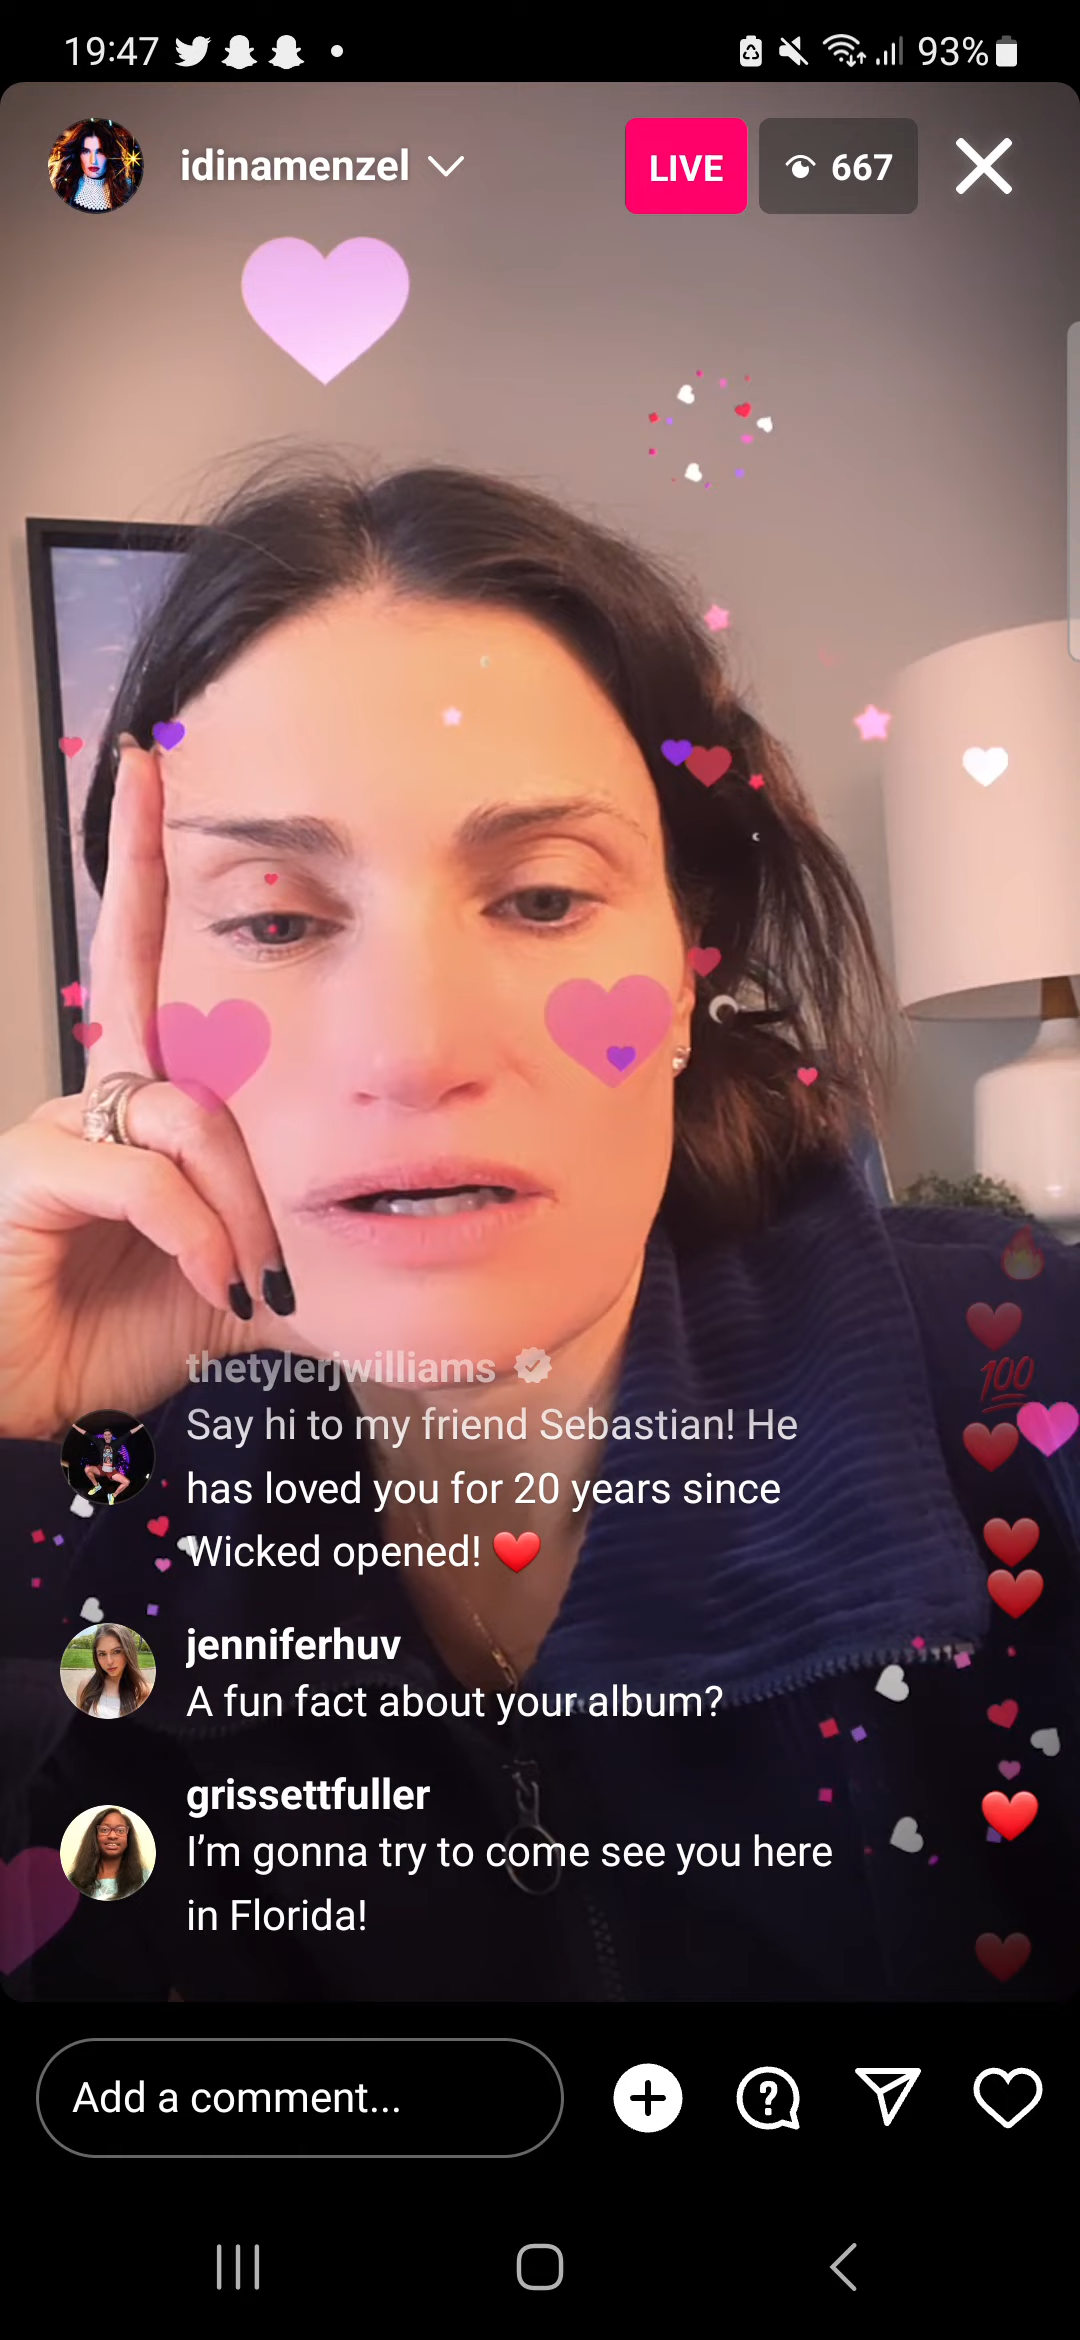 19:47 93%
idinamenzel LIVE 667
thetylerjwilliams
Say hi to my friend Sebastian! He
has loved you for 20 years since
Wicked opened! ❤️
jenniferhuv
A fun fact about your album?
grissettfuller
I’m gonna try to come see you here
in Florida!
💯
Add a comment...